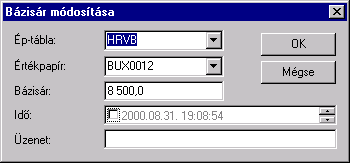 Bázisár módosítása
Ép-tábla: HRVB OK
Értékpapír: BUX0012 Mégse
Bázisár: 8 500,0
Idő: 2000.08.31. 19:08:54
Üzenet: